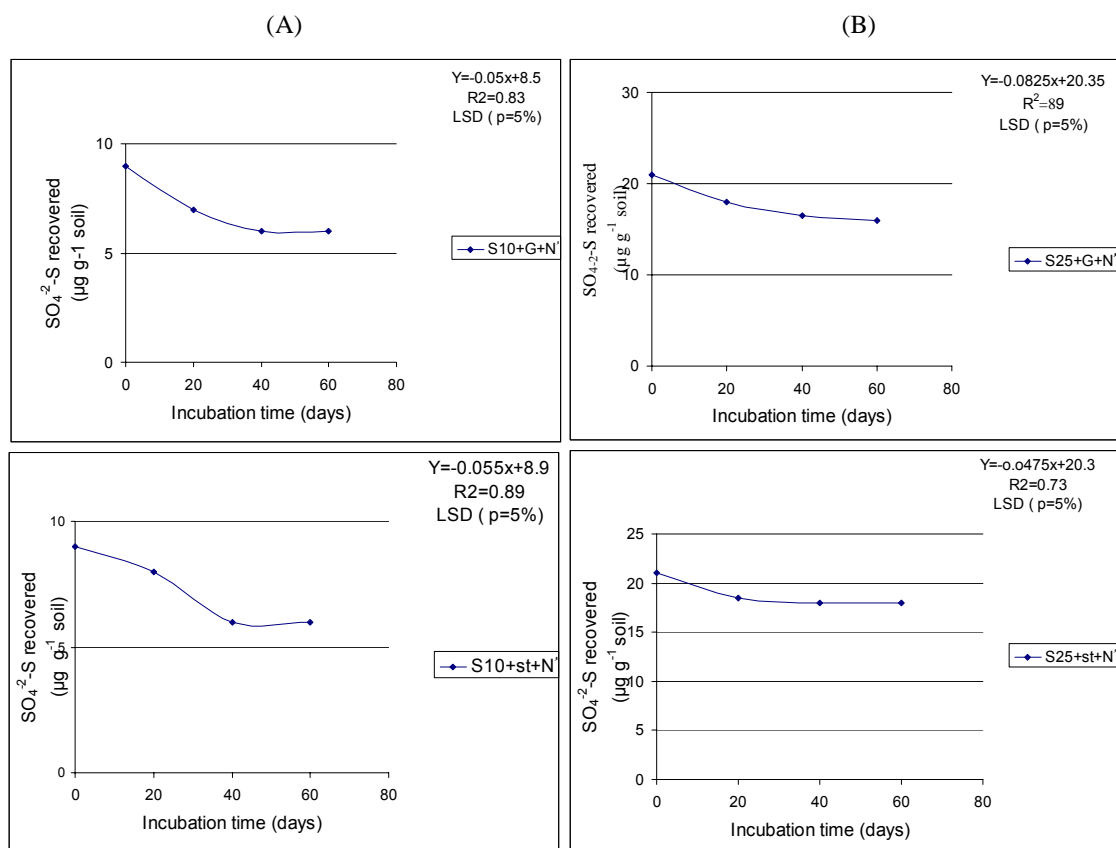 (A)
(B)
Y=-0.05x+8.5
R2=0.83
LSD ( p=5%)
10
5
0
0 20 40 60 80
SO₄⁻²-S recovered
(µg g-1 soil)
Incubation time (days)
S10+G+N'
Y=-0.0825x+20.35
R²=89
LSD ( p=5%)
30
20
10
0
0 20 40 60 80
SO₄₋₂-S recovered
(µg g⁻¹ soil)
Incubation time (days)
S25+G+N'
Y=-0.055x+8.9
R2=0.89
LSD ( p=5%)
10
5
0
0 20 40 60 80
SO₄⁻²-S recovered
(µg g⁻¹ soil)
Incubation time (days)
S10+st+N'
Y=-o.o475x+20.3
R2=0.73
LSD ( p=5%)
25
20
15
10
5
0
0 20 40 60 80
SO₄⁻²-S recovered
(µg g⁻¹ soil)
Incubation time (days)
S25+st+N'